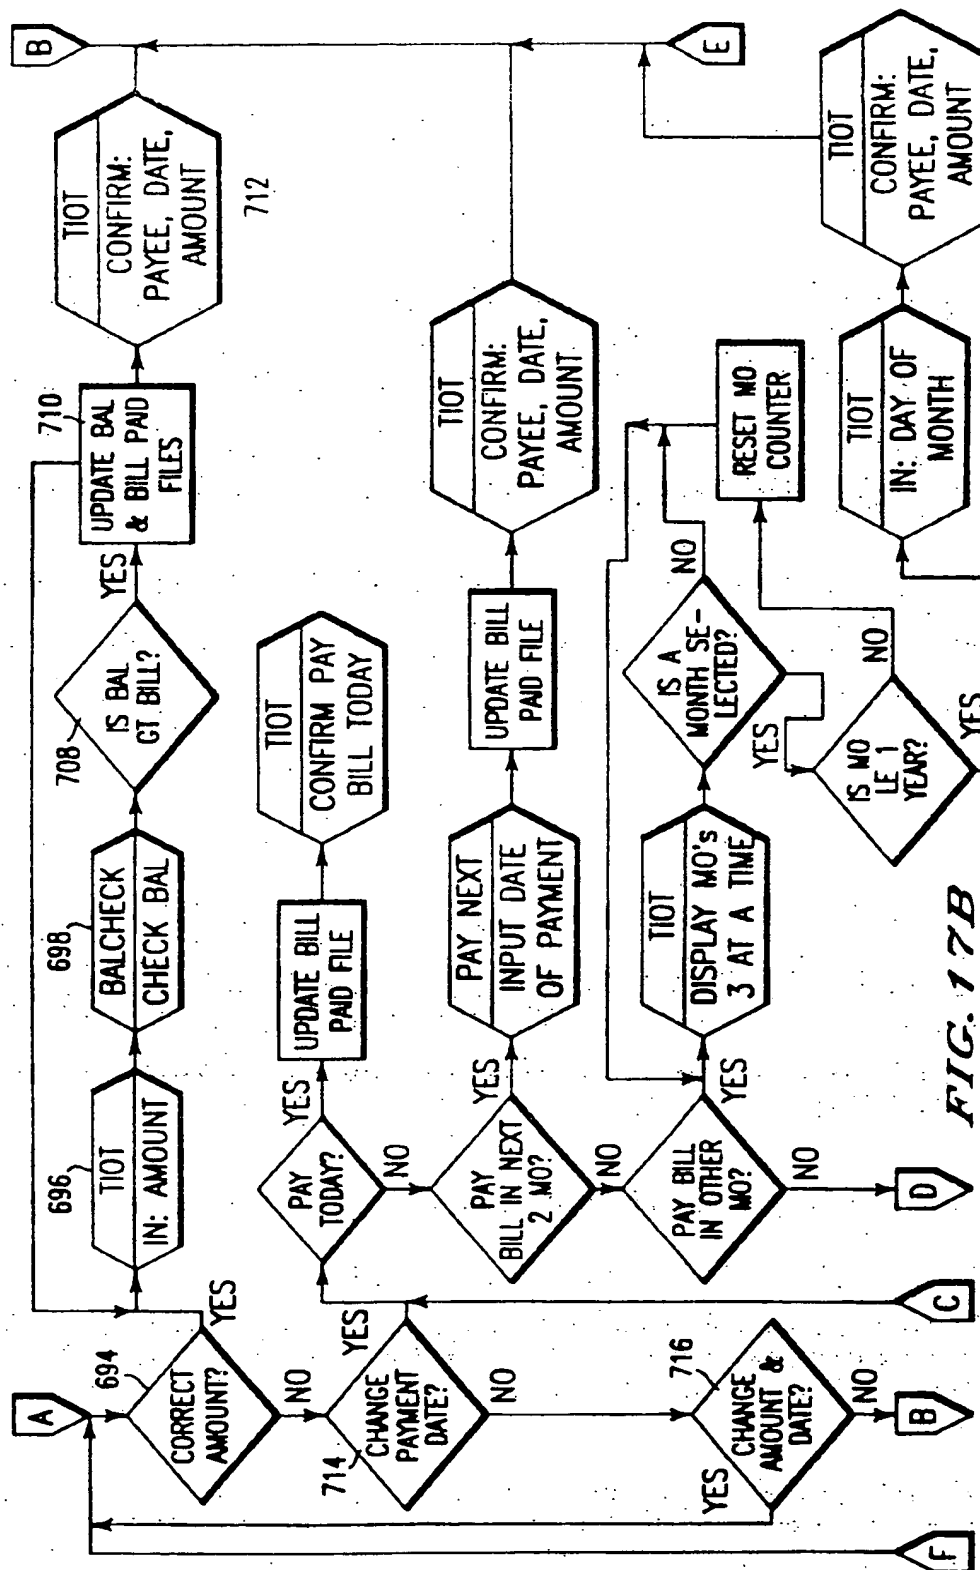 A
694
CORRECT
AMOUNT?
YES
NO
696
TIOT
IN: AMOUNT
698
BALCHECK
CHECK BAL
708
IS BAL
GT BILL?
YES
710
UPDATE BAL
& BILL PAID
FILES
TIOT
CONFIRM:
PAYEE, DATE,
AMOUNT
712
B
714
CHANGE
PAYMENT
DATE?
YES
NO
PAY
TODAY?
YES
NO
UPDATE BILL
PAID FILE
TIOT
CONFIRM PAY
BILL TODAY
PAY
BILL IN NEXT
2 MO?
YES
NO
PAY NEXT
INPUT DATE
OF PAYMENT
UPDATE BILL
PAID FILE
TIOT
CONFIRM:
PAYEE, DATE,
AMOUNT
716
CHANGE
AMOUNT &
DATE?
YES
NO
PAY BILL
IN OTHER
MO?
YES
NO
TIOT
DISPLAY MO's
3 AT A TIME
IS A
MONTH SE-
LECTED?
NO
YES
RESET MO
COUNTER
IS MO
LE 1
YEAR?
NO
YES
E
TIOT
IN: DAY OF
MONTH
TIOT
CONFIRM:
PAYEE, DATE,
AMOUNT
F
B
C
D
FIG. 17B